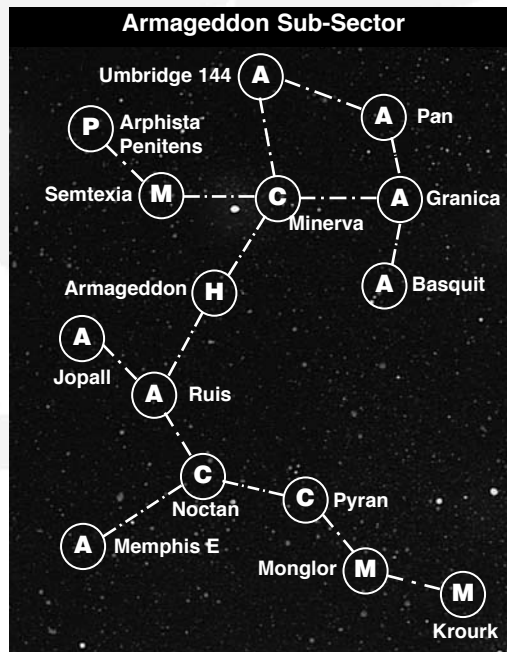 Armageddon Sub-Sector
Umbridge 144
A
A
Pan
P
Arphista
Penitens
Semtexia
M
C
Minerva
A
Granica
Armageddon
H
A
Basquit
A
Jopall
A
Ruis
C
Noctan
C
Pyran
A
Memphis E
Monglor
M
M
Krourk